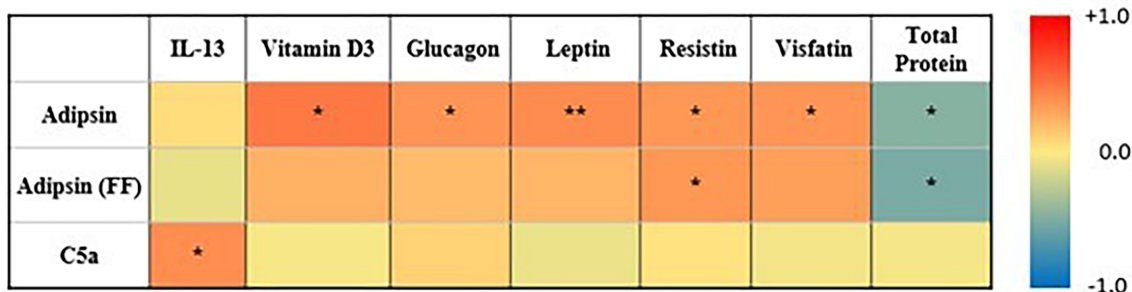 +1.0
IL-13 Vitamin D3 Glucagon Leptin Resistin Visfatin Total Protein
Adipsin * * ** * * *
0.0
Adipsin (FF) * *
C5a *
-1.0